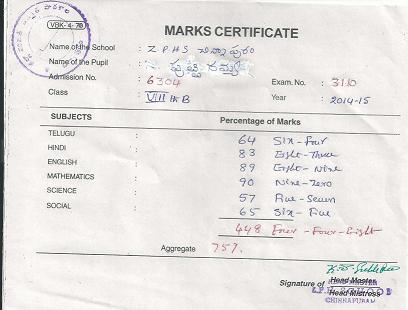 VBK-4-70
MARKS CERTIFICATE
Name of the School : Z P H S చిన్నాపురం
Name of the Pupil :
Admission No. : 6304 Exam. No. : 3110
Class : VIII B Year : 2014-15
SUBJECTS Percentage of Marks
TELUGU : 64 Six-Four
HINDI : 83 Eight-Three
ENGLISH : 89 Eight-Nine
MATHEMATICS : 90 Nine-Zero
SCIENCE : 57 Five-Seven
SOCIAL : 65 Six-Five
448 Four-Four-Eight
Aggregate 75%
Signature of Head Master
Head Mistress
CHINNAPURAM